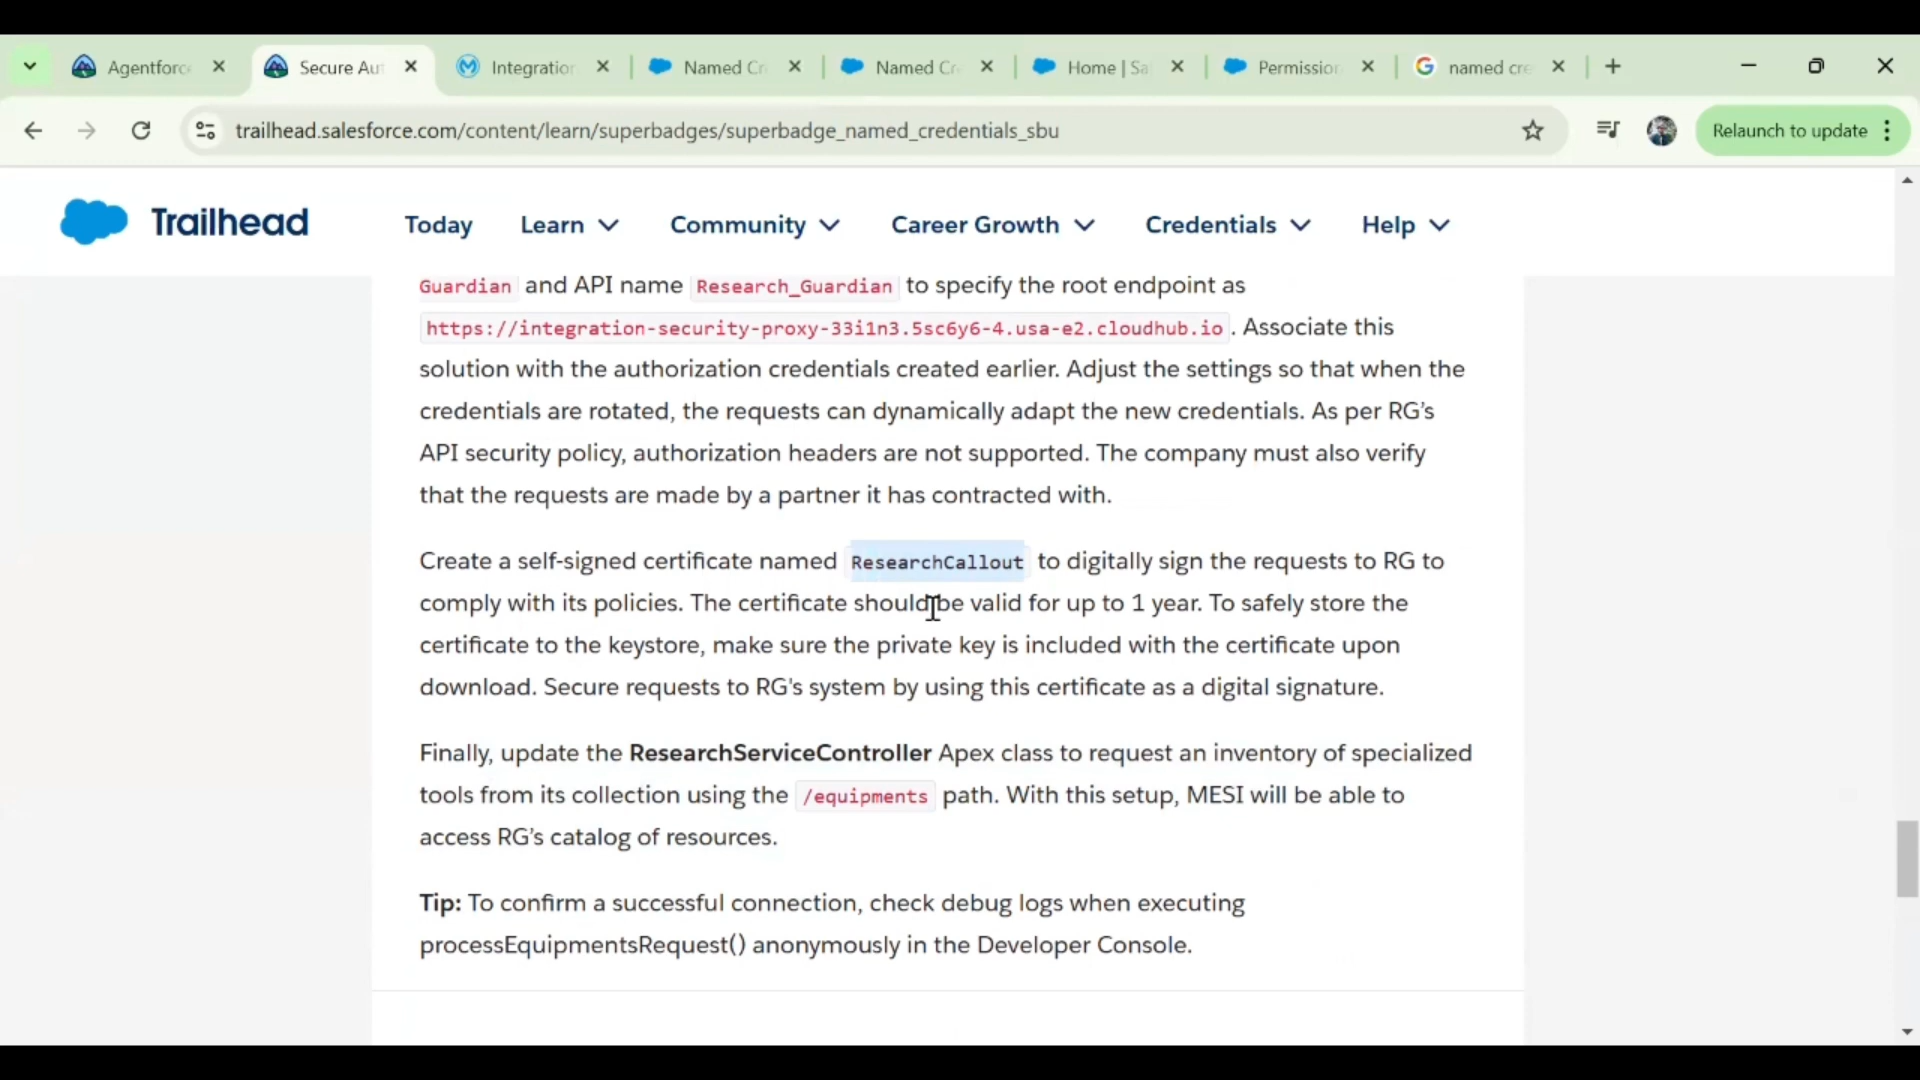 Agentforc
Secure Aut
Integration
Named Cr
Named Cr
Home | Sa
Permission
named cre
trailhead.salesforce.com/content/learn/superbadges/superbadge_named_credentials_sbu
Relaunch to update
Trailhead
Today
Learn
Community
Career Growth
Credentials
Help
Guardian and API name Research_Guardian to specify the root endpoint as
https://integration-security-proxy-33i1n3.5sc6y6-4.usa-e2.cloudhub.io . Associate this
solution with the authorization credentials created earlier. Adjust the settings so that when the
credentials are rotated, the requests can dynamically adapt the new credentials. As per RG’s
API security policy, authorization headers are not supported. The company must also verify
that the requests are made by a partner it has contracted with.
Create a self-signed certificate named ResearchCallout to digitally sign the requests to RG to
comply with its policies. The certificate should be valid for up to 1 year. To safely store the
certificate to the keystore, make sure the private key is included with the certificate upon
download. Secure requests to RG's system by using this certificate as a digital signature.
Finally, update the ResearchServiceController Apex class to request an inventory of specialized
tools from its collection using the /equipments path. With this setup, MESI will be able to
access RG’s catalog of resources.
Tip: To confirm a successful connection, check debug logs when executing
processEquipmentsRequest() anonymously in the Developer Console.